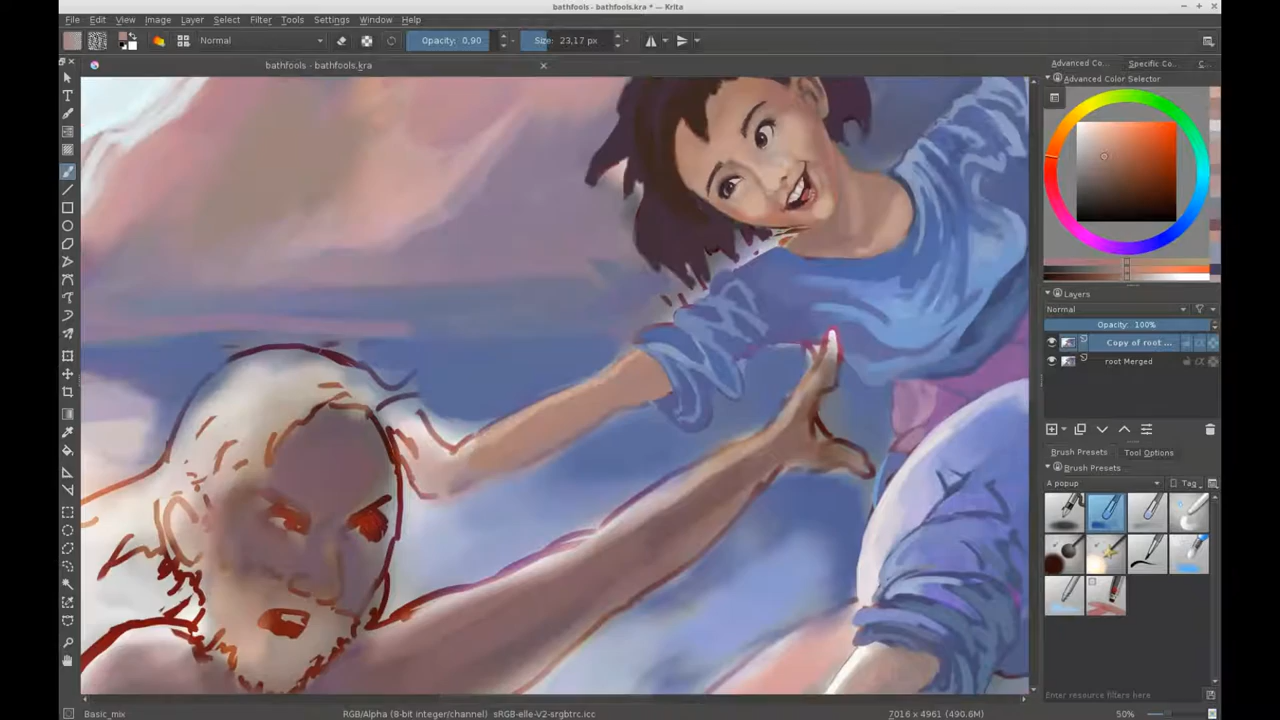 bathfools - bathfools.kra * — Krita
File Edit View Image Layer Select Filter Tools Settings Window Help
Normal
Opacity: 0,90
Size: 23,17 px
bathfools - bathfools.kra
Advanced Co...
Specific Co...
C...
Advanced Color Selector
Layers
Normal
Opacity: 100%
Copy of root ...
root Merged
Brush Presets
Tool Options
Brush Presets
A popup
Tag
Enter resource filters here
Basic_mix
RGB/Alpha (8-bit integer/channel) sRGB-elle-V2-srgbtrc.icc
7016 x 4961 (490.6M)
50%